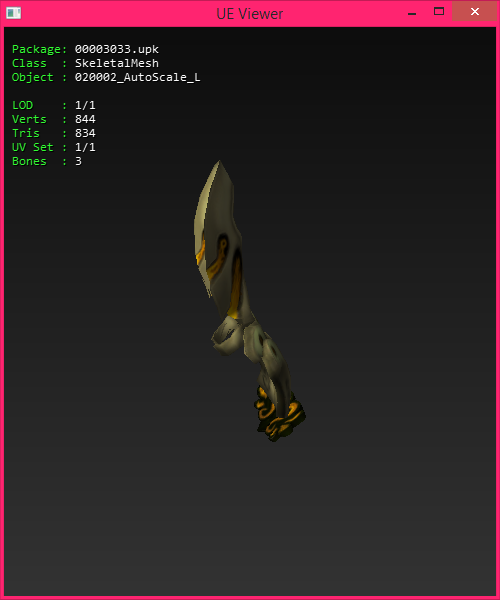 UE Viewer
Package: 00003033.upk
Class : SkeletalMesh
Object : 020002_AutoScale_L
LOD : 1/1
Verts : 844
Tris : 834
UV Set : 1/1
Bones : 3